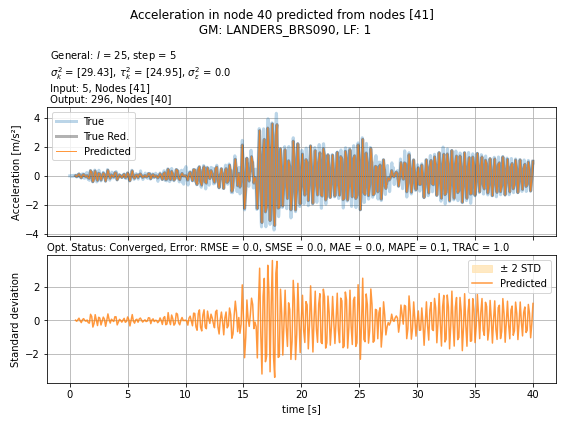 Acceleration in node 40 predicted from nodes [41]
GM: LANDERS_BRS090, LF: 1
General: l = 25, step = 5
σ²ₖ = [29.43], τ²ₖ = [24.95], σ²ε = 0.0
Input: 5, Nodes [41]
Output: 296, Nodes [40]
Acceleration [m/s²]
4
2
0
−2
−4
True
True Red.
Predicted
Opt. Status: Converged, Error: RMSE = 0.0, SMSE = 0.0, MAE = 0.0, MAPE = 0.1, TRAC = 1.0
Standard deviation
2
0
−2
± 2 STD
Predicted
0 5 10 15 20 25 30 35 40
time [s]